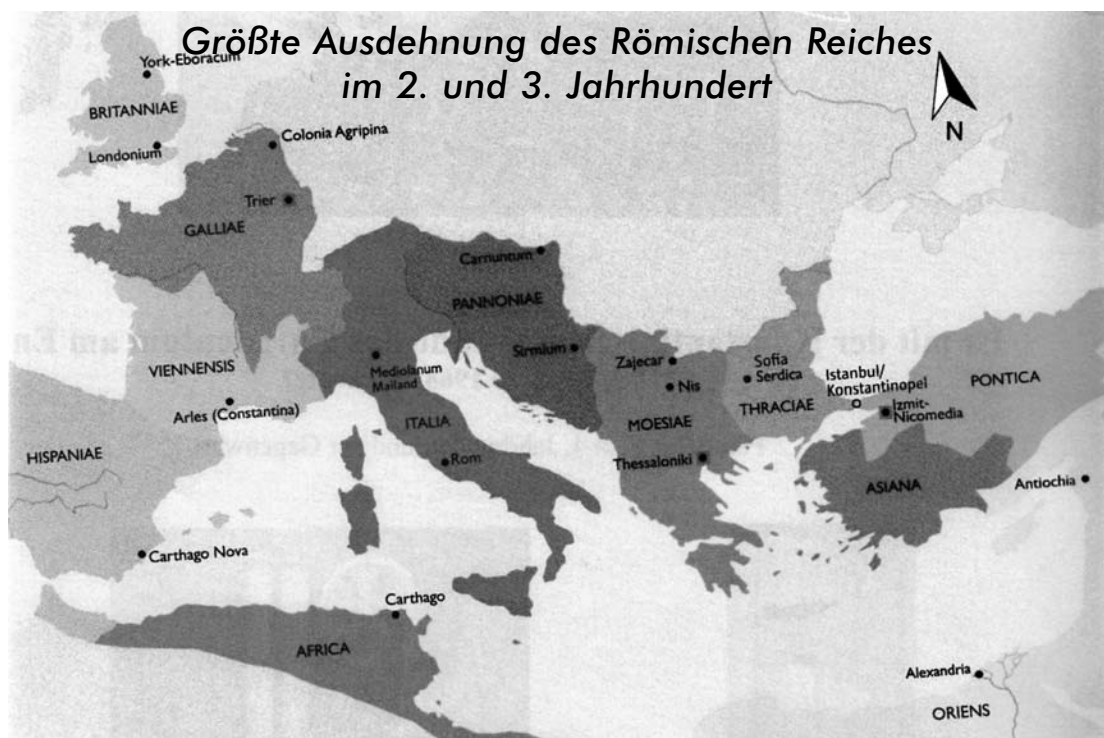 Größte Ausdehnung des Römischen Reiches
im 2. und 3. Jahrhundert
N
York-Eboracum
BRITANNIAE
Londonium
Colonia Agripina
Trier
GALLIAE
Carnuntum
PANNONIAE
Sirmium
VIENNENSIS
Arles (Constantina)
Mediolanum
Mailand
ITALIA
Rom
HISPANIAE
Carthago Nova
Zajecar
Nis
MOESIAE
Thessaloniki
Sofia
Serdica
THRACIAE
Istanbul/
Konstantinopel
Izmit-
Nicomedia
PONTICA
ASIANA
Antiochia
Carthago
AFRICA
Alexandria
ORIENS